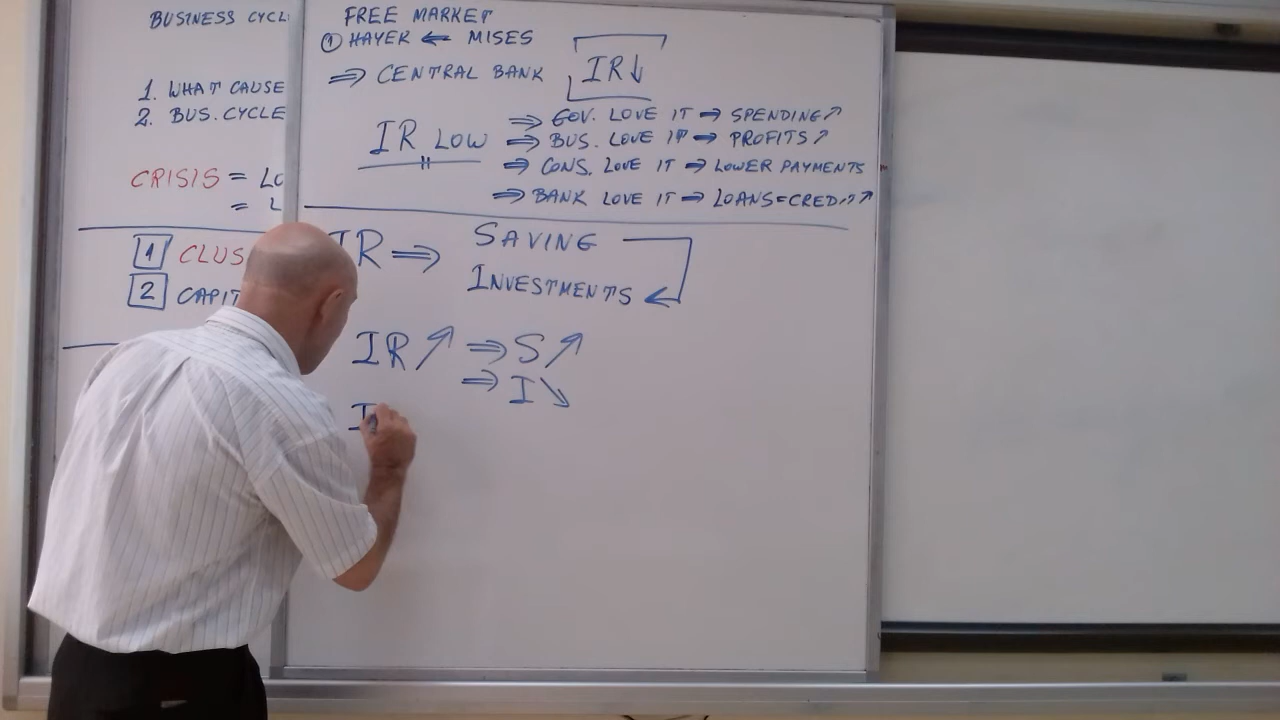 BUSINESS CYCL
1. WHAT CAUSE
2. BUS. CYCLE
CRISIS = LC
= L
1 CLUS
2 CAPIT
FREE MARKET
① HAYER ← MISES
⇒ CENTRAL BANK IR↓
IR LOW
⇒ GOV. LOVE IT ⇒ SPENDING↗
⇒ BUS. LOVE IT ⇒ PROFITS↗
⇒ CONS. LOVE IT ⇒ LOWER PAYMENTS
⇒ BANK LOVE IT ⇒ LOANS=CREDIT↗
IR ⇒ SAVING
INVESTMENTS
IR↗ ⇒ S↗
⇒ I↘
I